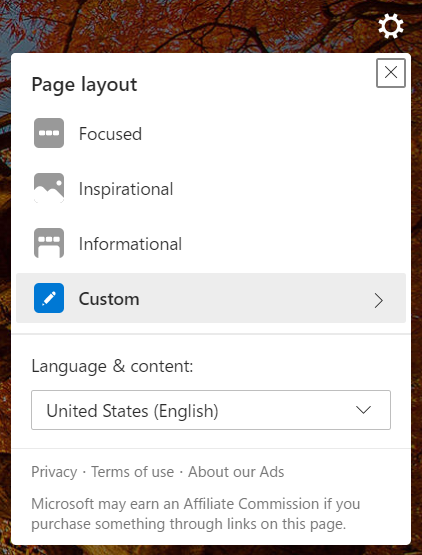 Page layout
Focused
Inspirational
Informational
Custom
Language & content:
United States (English)
Privacy · Terms of use · About our Ads
Microsoft may earn an Affiliate Commission if you
purchase something through links on this page.